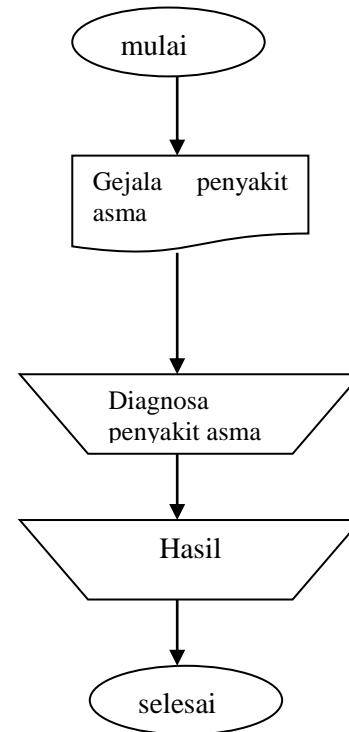 mulai
Gejala penyakit
asma
Diagnosa
penyakit asma
Hasil
selesai